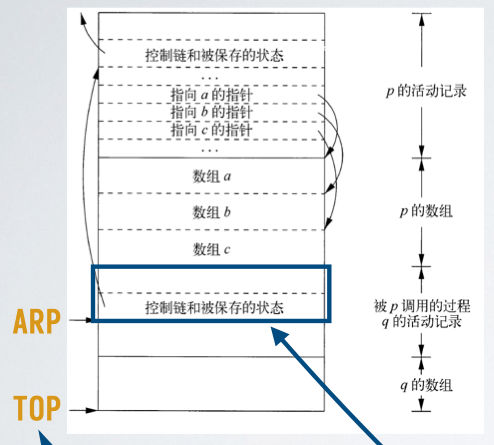 控制链和被保存的状态
...
指向 a 的指针
指向 b 的指针
指向 c 的指针
...
p 的活动记录
数组 a
数组 b
数组 c
p 的数组
控制链和被保存的状态
ARP
被 p 调用的过程
q 的活动记录
q 的数组
TOP